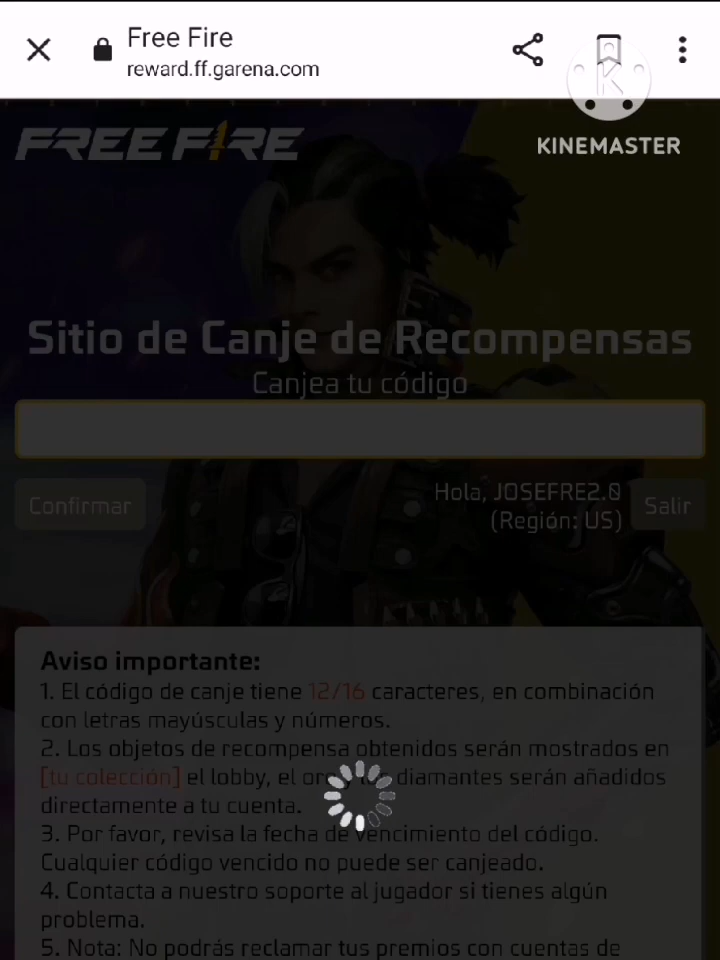 Free Fire
reward.ff.garena.com
KINEMASTER
FREE FIRE
Sitio de Canje de Recompensas
Canjea tu código
Confirmar
Hola, JOSEFRE2.0
(Región: US)
Salir
Aviso importante:
1. El código de canje tiene 12/16 caracteres, en combinación
con letras mayúsculas y números.
2. Los objetos de recompensa obtenidos serán mostrados en
[tu colección] el lobby, el oro y los diamantes serán añadidos
directamente a tu cuenta.
3. Por favor, revisa la fecha de vencimiento del código.
Cualquier código vencido no puede ser canjeado.
4. Contacta a nuestro soporte al jugador si tienes algún
problema.
5. Nota: No podrás reclamar tus premios con cuentas de